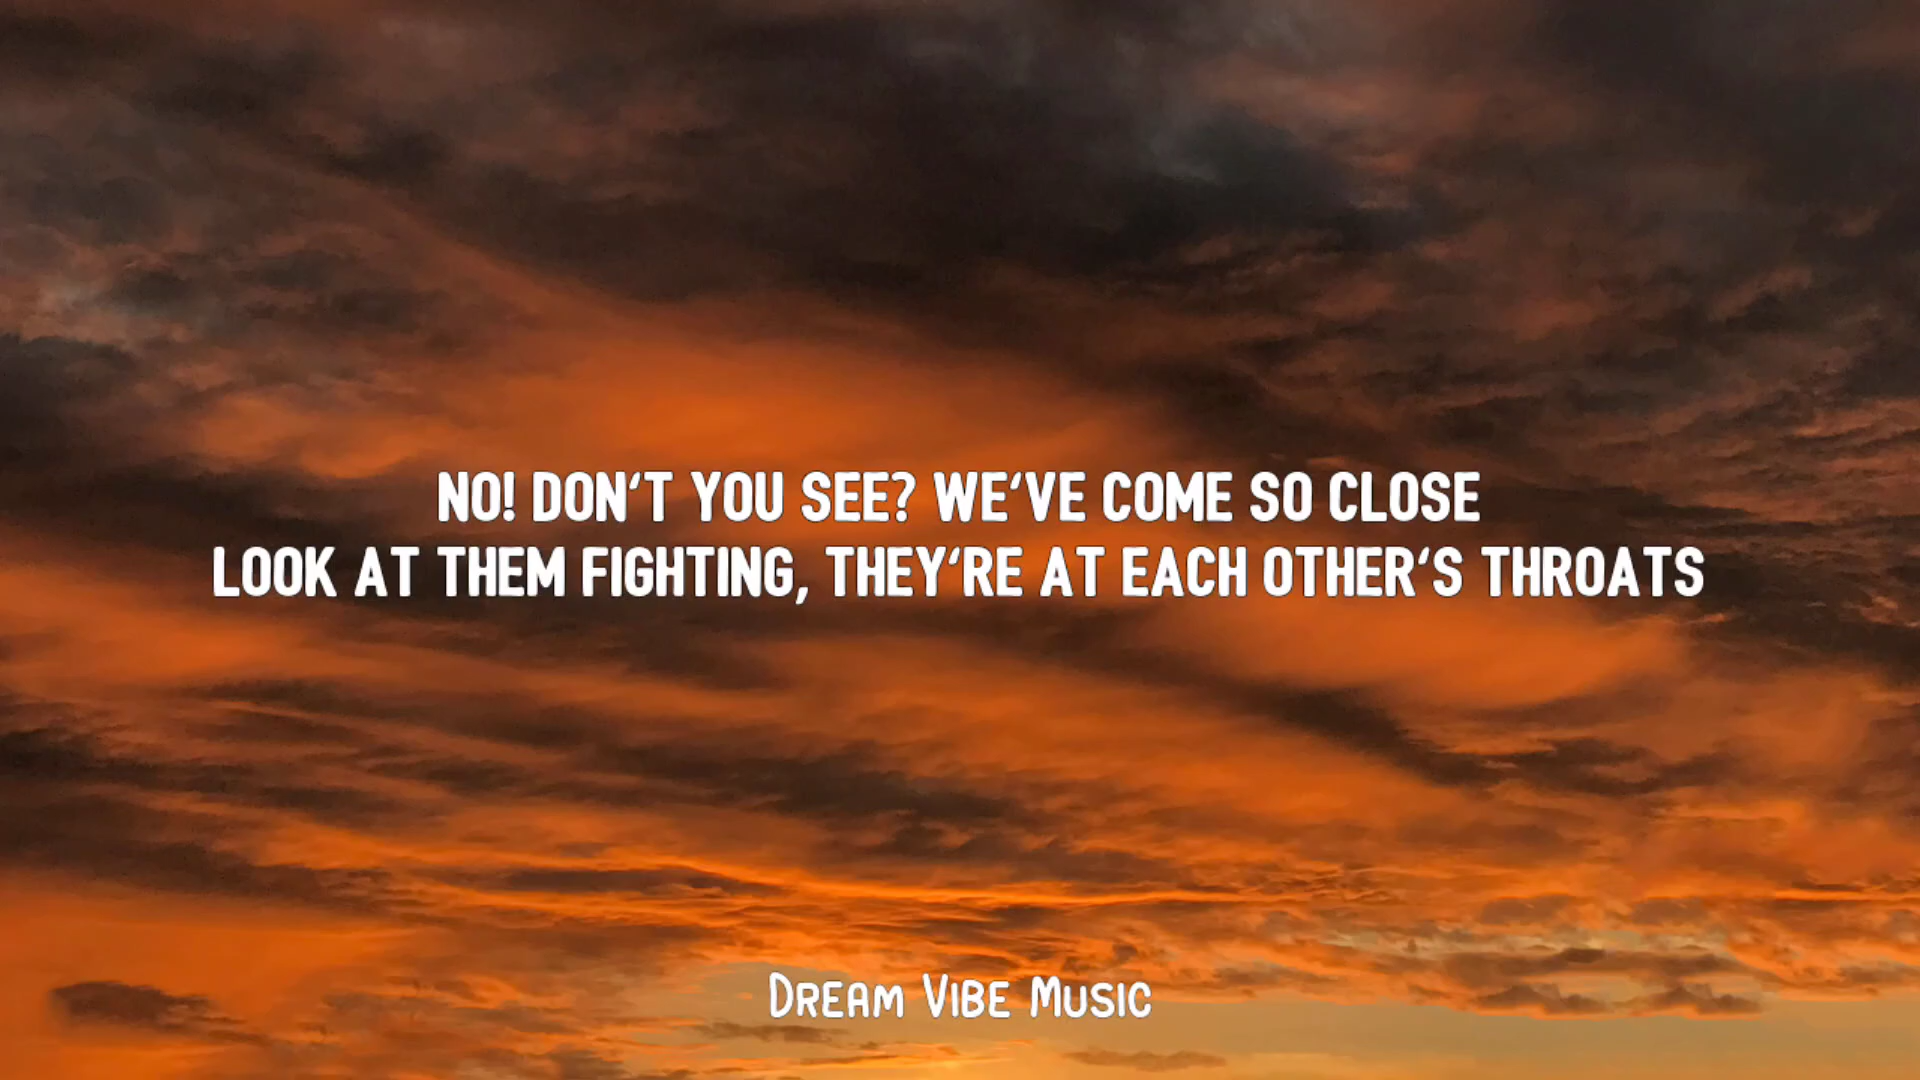 NO! DON'T YOU SEE? WE'VE COME SO CLOSE
LOOK AT THEM FIGHTING, THEY'RE AT EACH OTHER'S THROATS
DREAM VIBE MUSIC